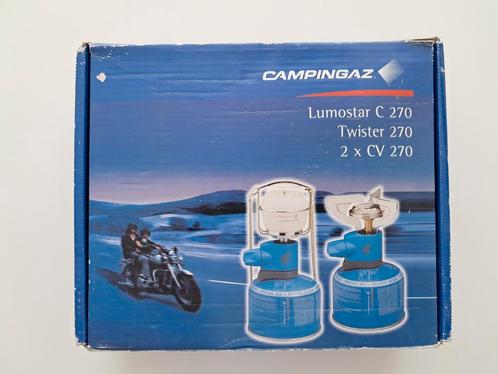 CAMPINGAZ
Lumostar C 270
Twister 270
2 x CV 270